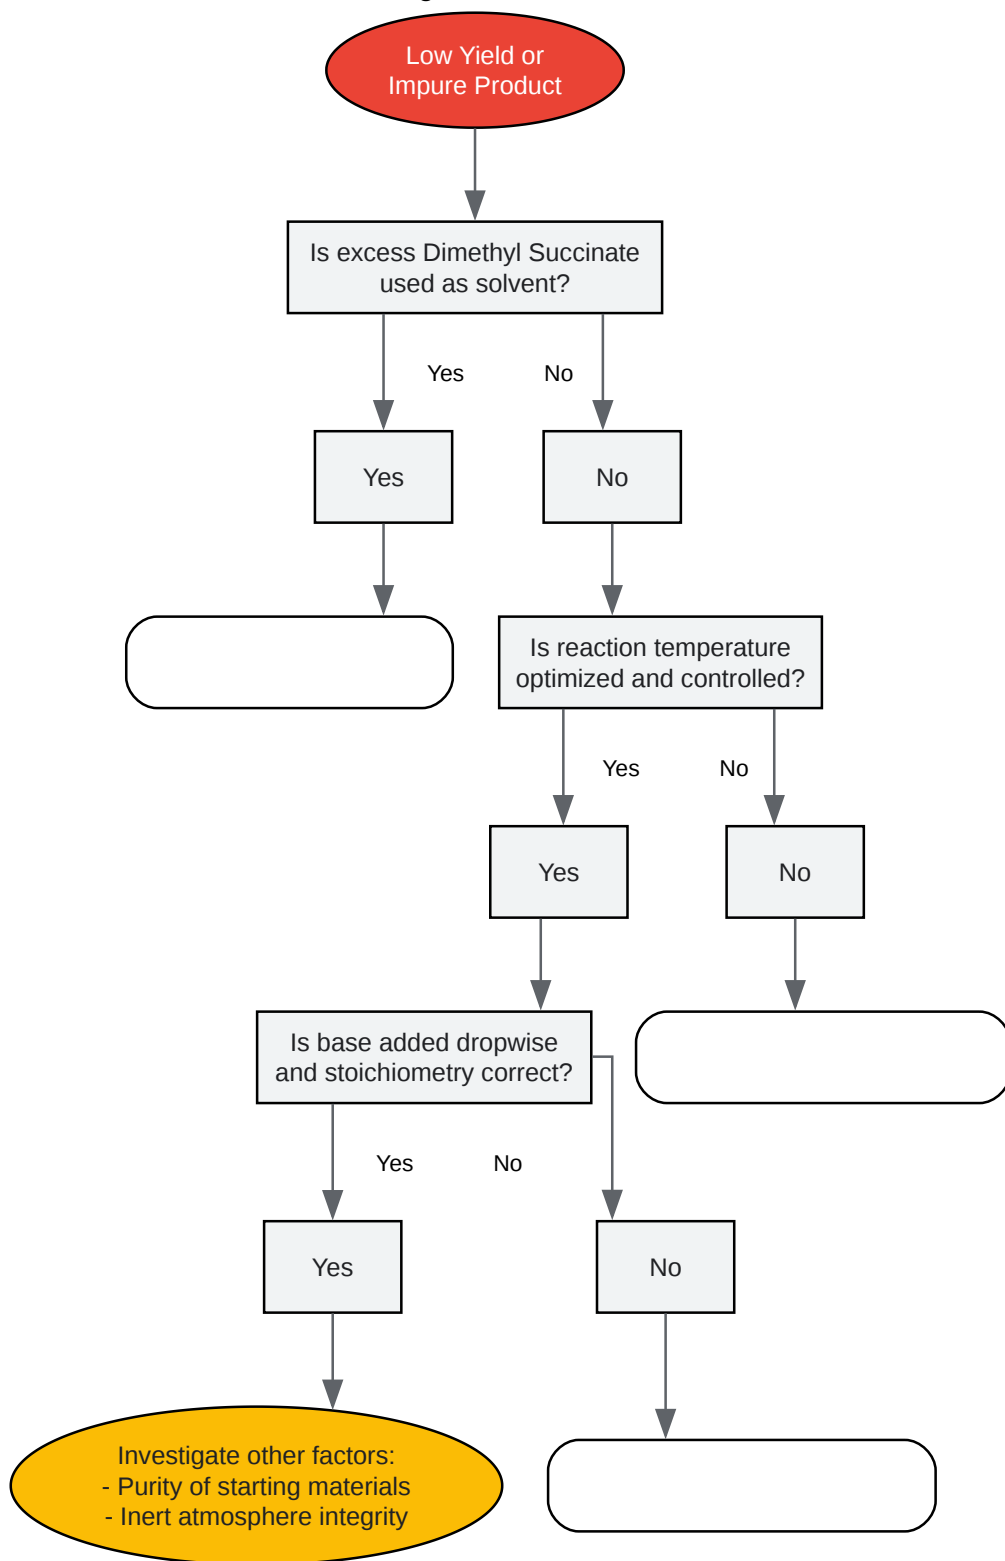 Low Yield or
Impure Product
Is excess Dimethyl Succinate
used as solvent?
Yes
No
Yes
No
Is reaction temperature
optimized and controlled?
Yes
No
Yes
No
Is base added dropwise
and stoichiometry correct?
Yes
No
Yes
No
Investigate other factors:
- Purity of starting materials
- Inert atmosphere integrity